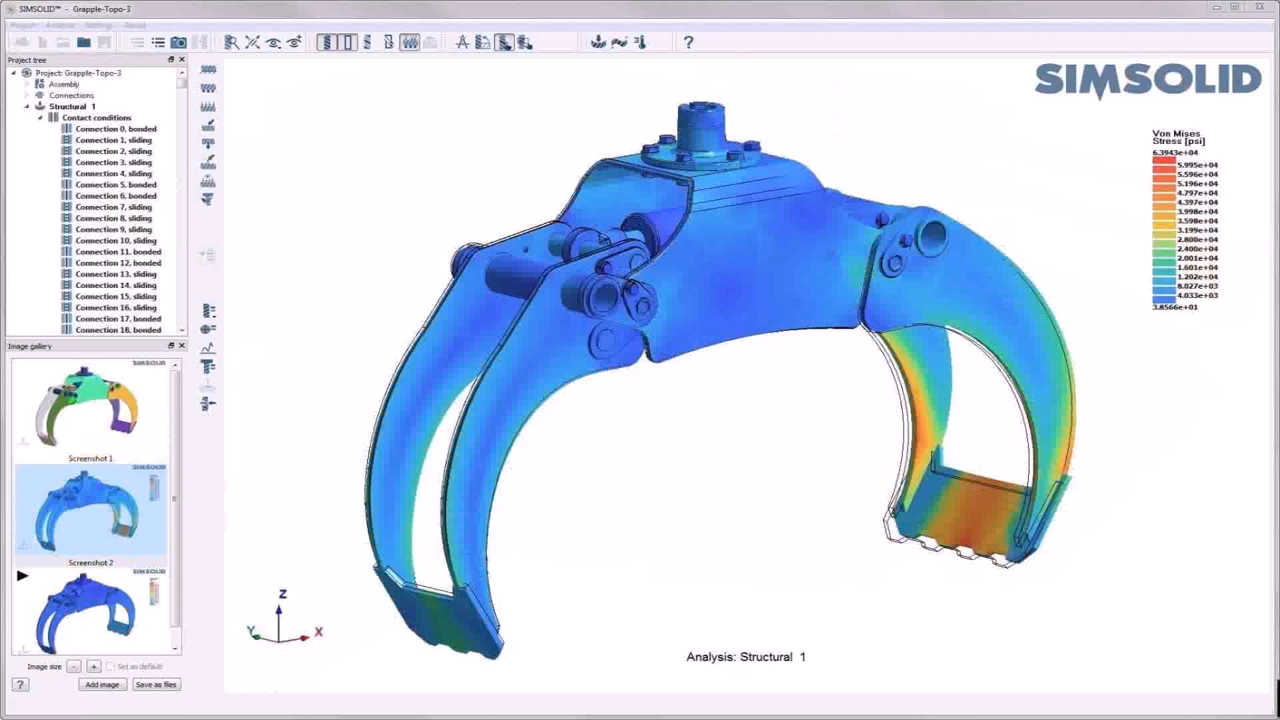 SIMSOLID™ - Grapple-Topo-3
Project Analysis Settings About
Project tree
Project: Grapple-Topo-3
Assembly
Connections
Structural 1
Contact conditions
Connection 0, bonded
Connection 1, sliding
Connection 2, sliding
Connection 3, sliding
Connection 4, sliding
Connection 5, bonded
Connection 6, bonded
Connection 7, sliding
Connection 8, sliding
Connection 9, sliding
Connection 10, sliding
Connection 11, bonded
Connection 12, bonded
Connection 13, sliding
Connection 14, sliding
Connection 15, sliding
Connection 16, sliding
Connection 17, bonded
Connection 18, bonded
Image gallery
SIMSOLID
Screenshot 1
SIMSOLID
Screenshot 2
SIMSOLID
Image size - + Set as default
? Add image Save as files
?
SIMSOLID
Von Mises
Stress [psi]
6.3943e+04
5.995e+04
5.596e+04
5.196e+04
4.797e+04
4.397e+04
3.998e+04
3.598e+04
3.199e+04
2.800e+04
2.400e+04
2.001e+04
1.601e+04
1.202e+04
8.027e+03
4.033e+03
3.8566e+01
Z
Y
X
Analysis: Structural 1